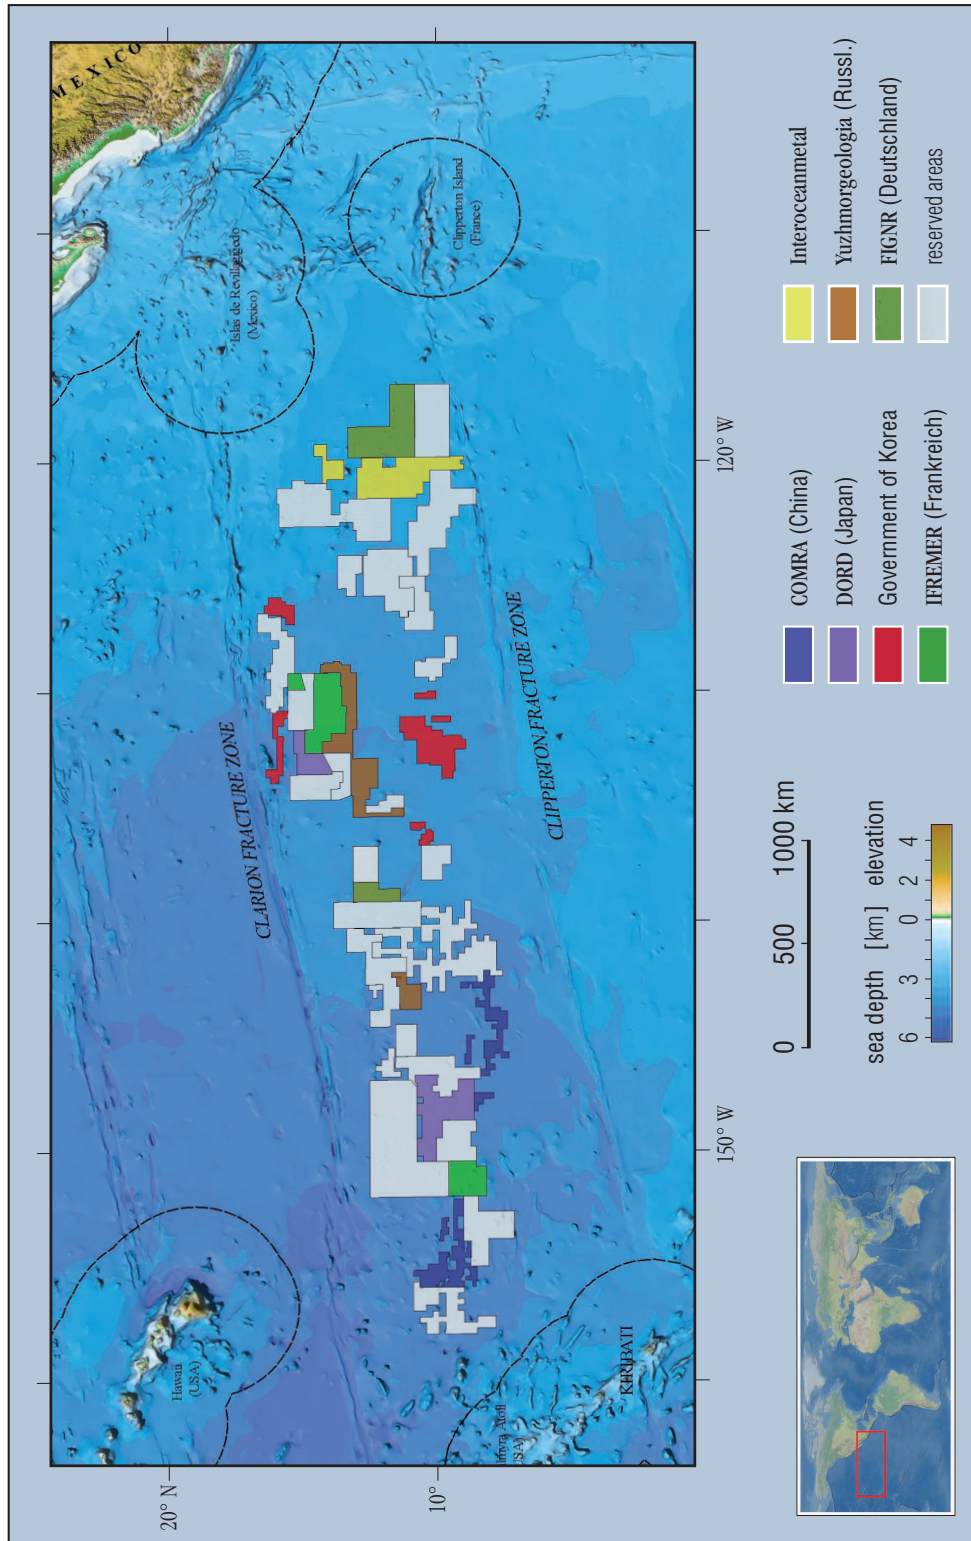 MEXICO
Islas de Revillagigedo
(Mexico)
Clipperton Island
(France)
Hawaii
(USA)
CLARION FRACTURE ZONE
CLIPPERTON FRACTURE ZONE
KIRIBATI
Atoll
20° N
10°
150° W
120° W
0
500
1000 km
sea depth [km] elevation
6
3
0
2
4
COMRA (China)
DORD (Japan)
Government of Korea
IFREMER (Frankreich)
Interoceanmetal
Yuzhmorgeologia (Russl.)
FIGNR (Deutschland)
reserved areas